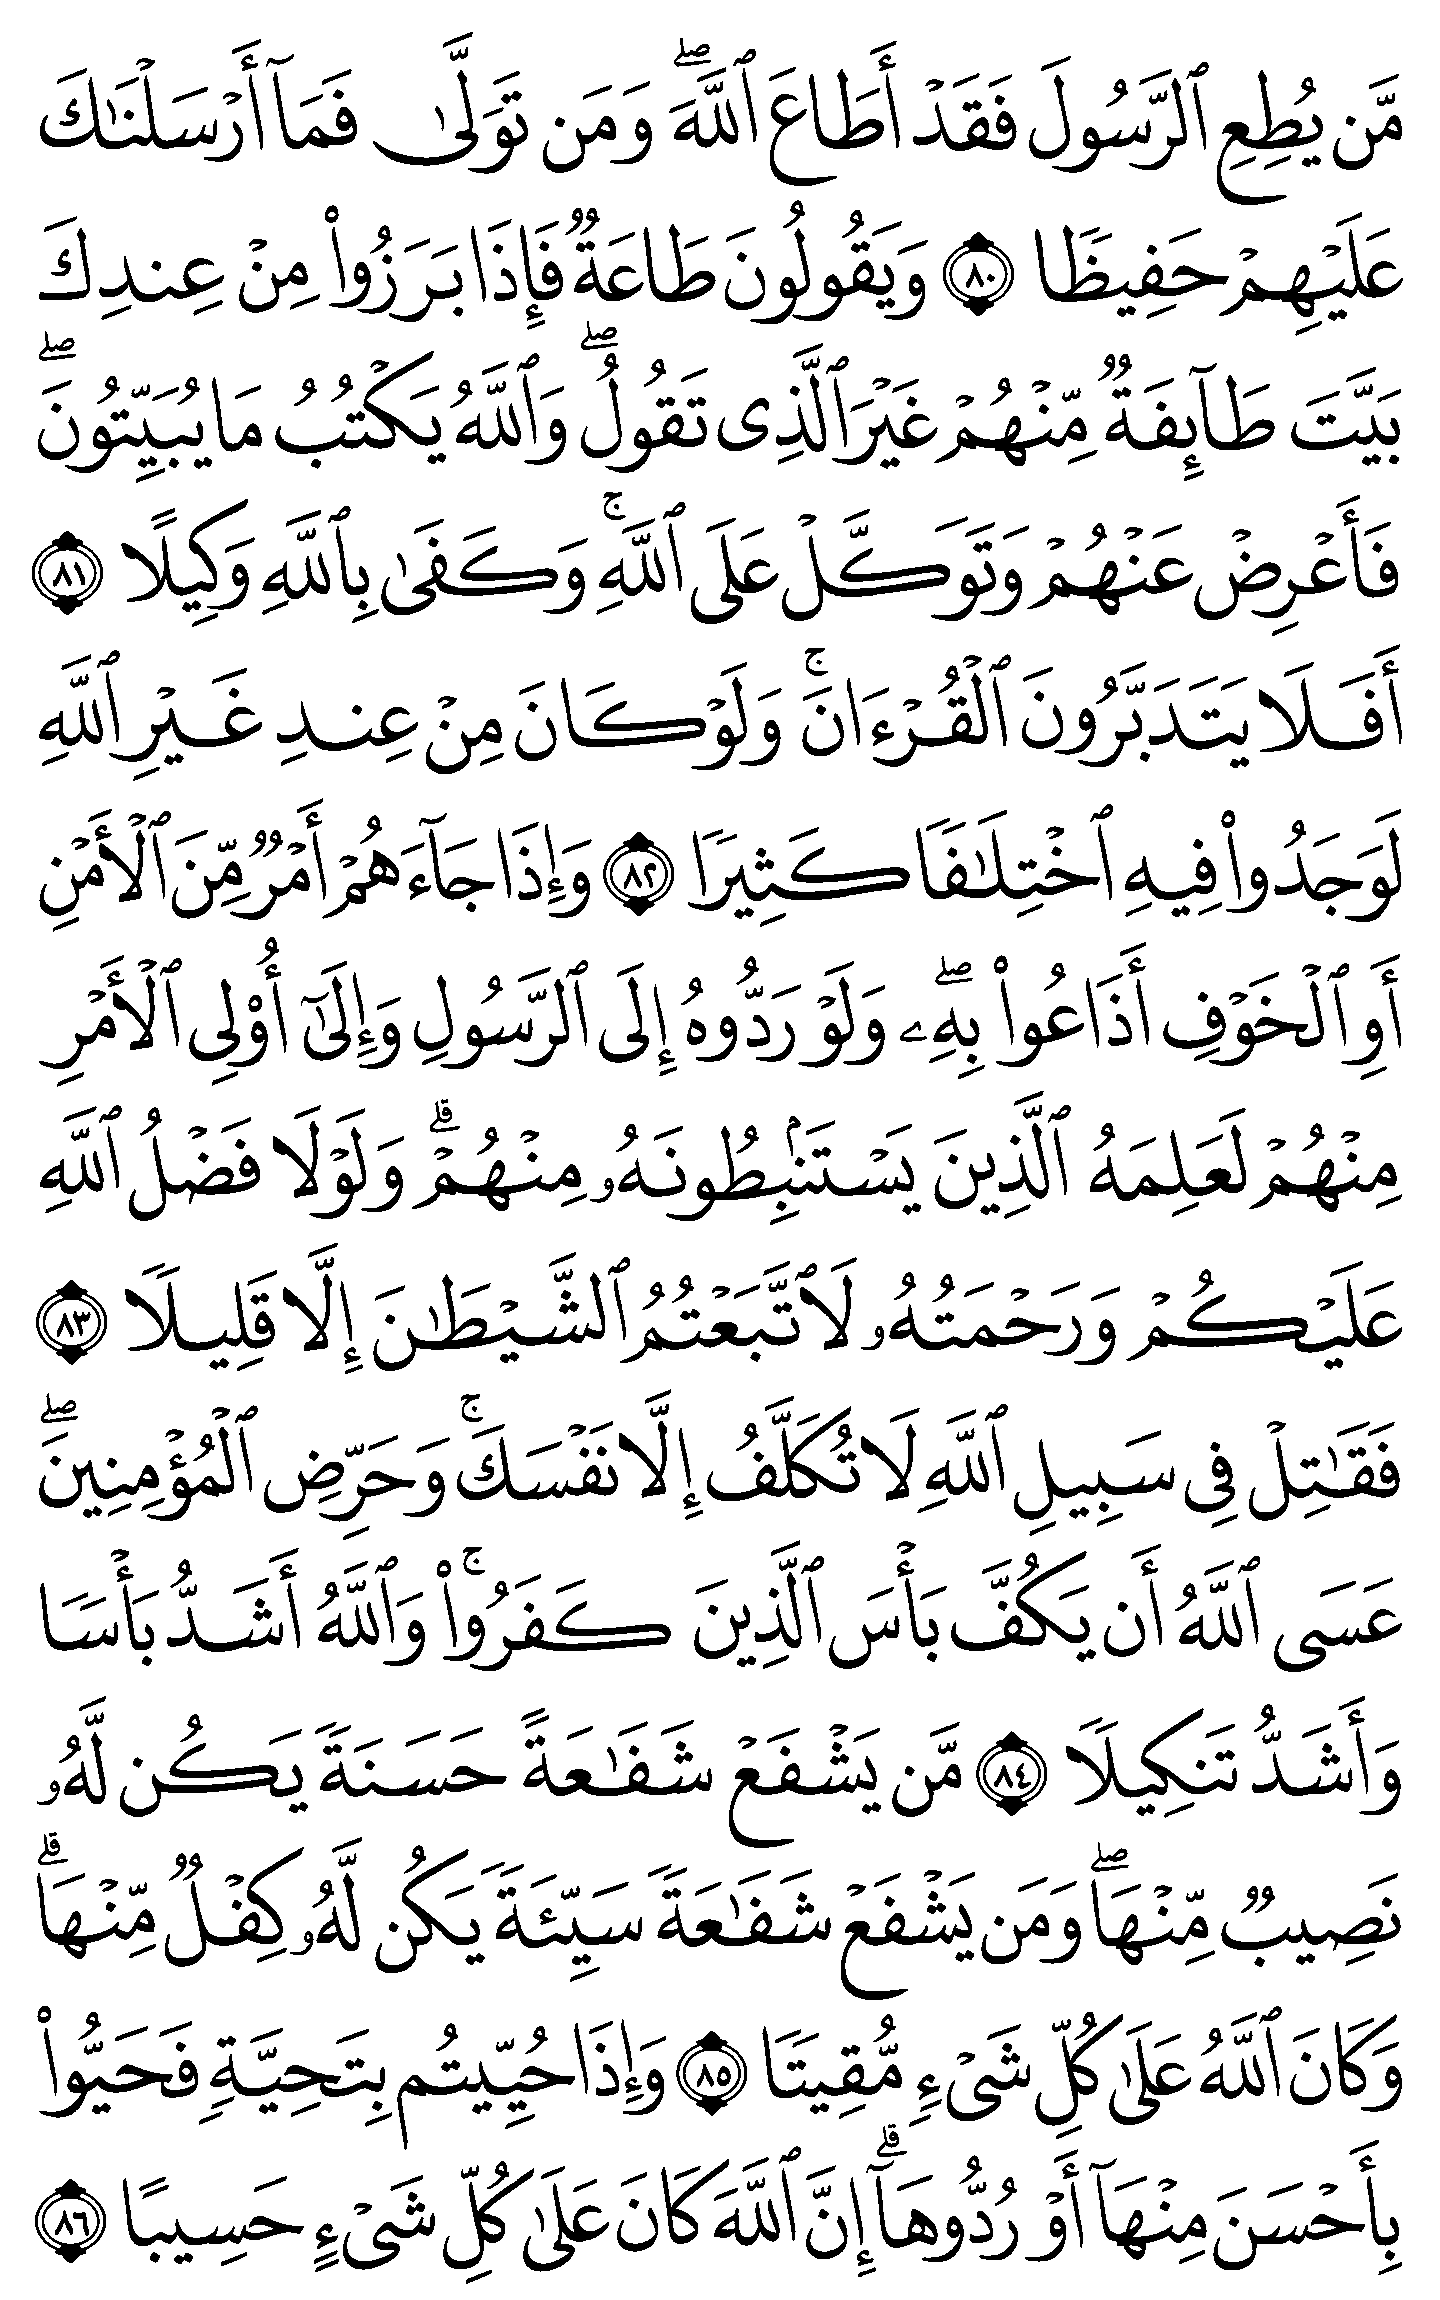 مَّن يُطِعِ ٱلرَّسُولَ فَقَدْ أَطَاعَ ٱللَّهَ ۖ وَمَن تَوَلَّىٰ فَمَآ أَرْسَلْنَـٰكَ
عَلَيْهِمْ حَفِيظًا ٨٠ وَيَقُولُونَ طَاعَةٌ فَإِذَا بَرَزُوا۟ مِنْ عِندِكَ
بَيَّتَ طَآئِفَةٌ مِّنْهُمْ غَيْرَ ٱلَّذِى تَقُولُ ۖ وَٱللَّهُ يَكْتُبُ مَا يُبَيِّتُونَ ۖ
فَأَعْرِضْ عَنْهُمْ وَتَوَكَّلْ عَلَى ٱللَّهِ ۚ وَكَفَىٰ بِٱللَّهِ وَكِيلًا ٨١
أَفَلَا يَتَدَبَّرُونَ ٱلْقُرْءَانَ ۚ وَلَوْ كَانَ مِنْ عِندِ غَيْرِ ٱللَّهِ
لَوَجَدُوا۟ فِيهِ ٱخْتِلَـٰفًا كَثِيرًا ٨٢ وَإِذَا جَآءَهُمْ أَمْرٌ مِّنَ ٱلْأَمْنِ
أَوِ ٱلْخَوْفِ أَذَاعُوا۟ بِهِۦ ۖ وَلَوْ رَدُّوهُ إِلَى ٱلرَّسُولِ وَإِلَىٰٓ أُو۟لِى ٱلْأَمْرِ
مِنْهُمْ لَعَلِمَهُ ٱلَّذِينَ يَسْتَنۢبِطُونَهُۥ مِنْهُمْ ۗ وَلَوْلَا فَضْلُ ٱللَّهِ
عَلَيْكُمْ وَرَحْمَتُهُۥ لَٱتَّبَعْتُمُ ٱلشَّيْطَـٰنَ إِلَّا قَلِيلًا ٨٣
فَقَـٰتِلْ فِى سَبِيلِ ٱللَّهِ لَا تُكَلَّفُ إِلَّا نَفْسَكَ ۚ وَحَرِّضِ ٱلْمُؤْمِنِينَ ۖ
عَسَى ٱللَّهُ أَن يَكُفَّ بَأْسَ ٱلَّذِينَ كَفَرُوا۟ ۚ وَٱللَّهُ أَشَدُّ بَأْسًا
وَأَشَدُّ تَنكِيلًا ٨٤ مَّن يَشْفَعْ شَفَـٰعَةً حَسَنَةً يَكُن لَّهُۥ
نَصِيبٌ مِّنْهَا ۖ وَمَن يَشْفَعْ شَفَـٰعَةً سَيِّئَةً يَكُن لَّهُۥ كِفْلٌ مِّنْهَا ۗ
وَكَانَ ٱللَّهُ عَلَىٰ كُلِّ شَىْءٍ مُّقِيتًا ٨٥ وَإِذَا حُيِّيتُم بِتَحِيَّةٍ فَحَيُّوا۟
بِأَحْسَنَ مِنْهَآ أَوْ رُدُّوهَآ ۗ إِنَّ ٱللَّهَ كَانَ عَلَىٰ كُلِّ شَىْءٍ حَسِيبًا ٨٦